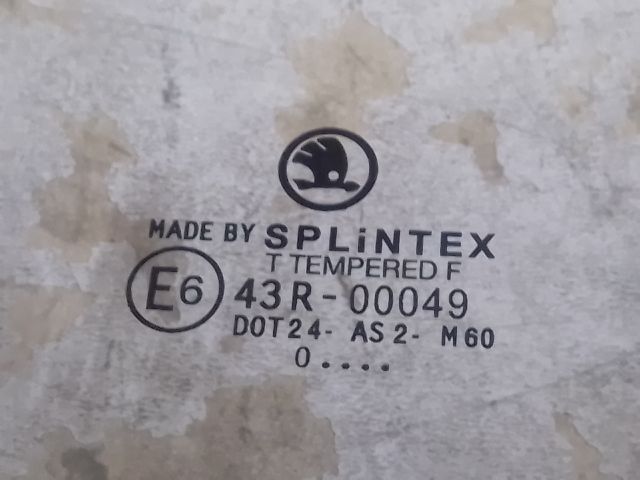 MADE BY SPLiNTEX
T TEMPERED F
E6 43R-00049
DOT24- AS2- M60
0....